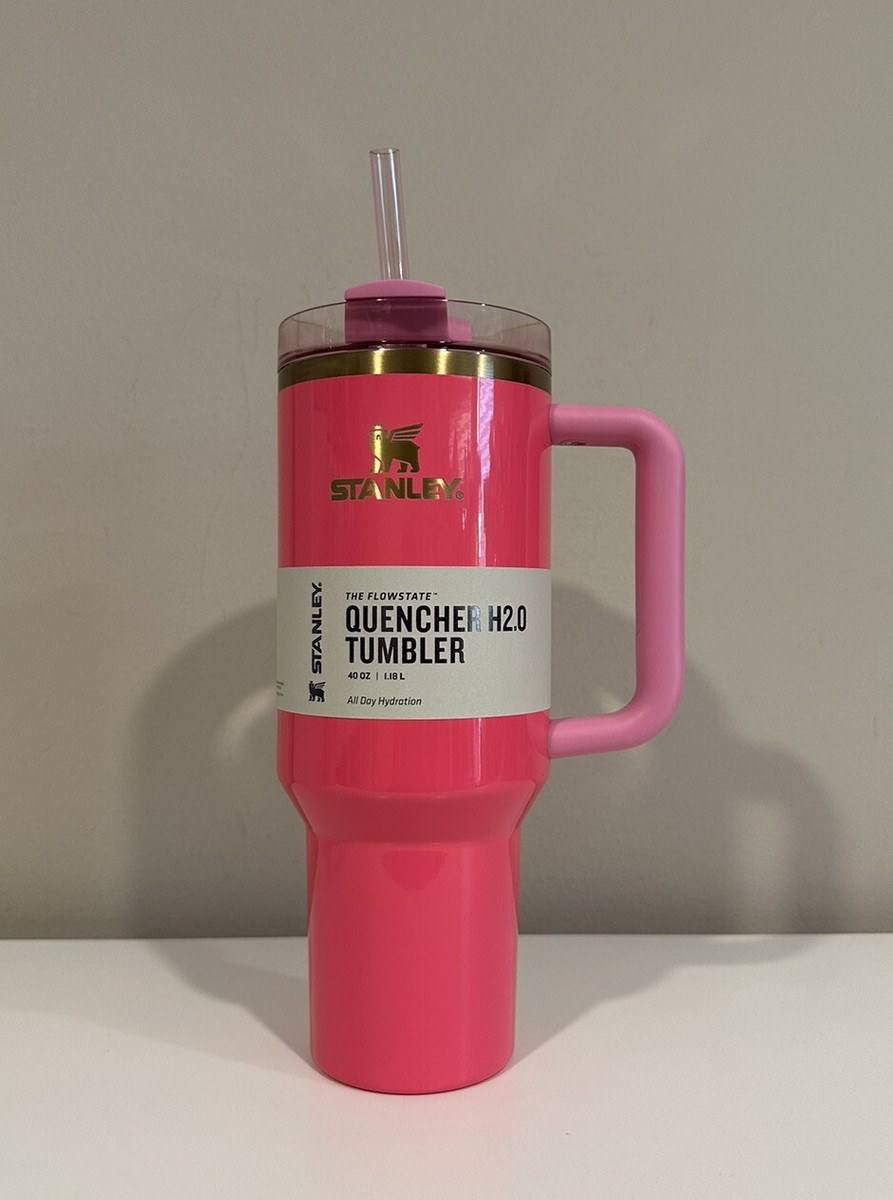 STANLEY®
STANLEY®
THE FLOWSTATE™
QUENCHER H2.0
TUMBLER
40 OZ | 1.18 L
All Day Hydration